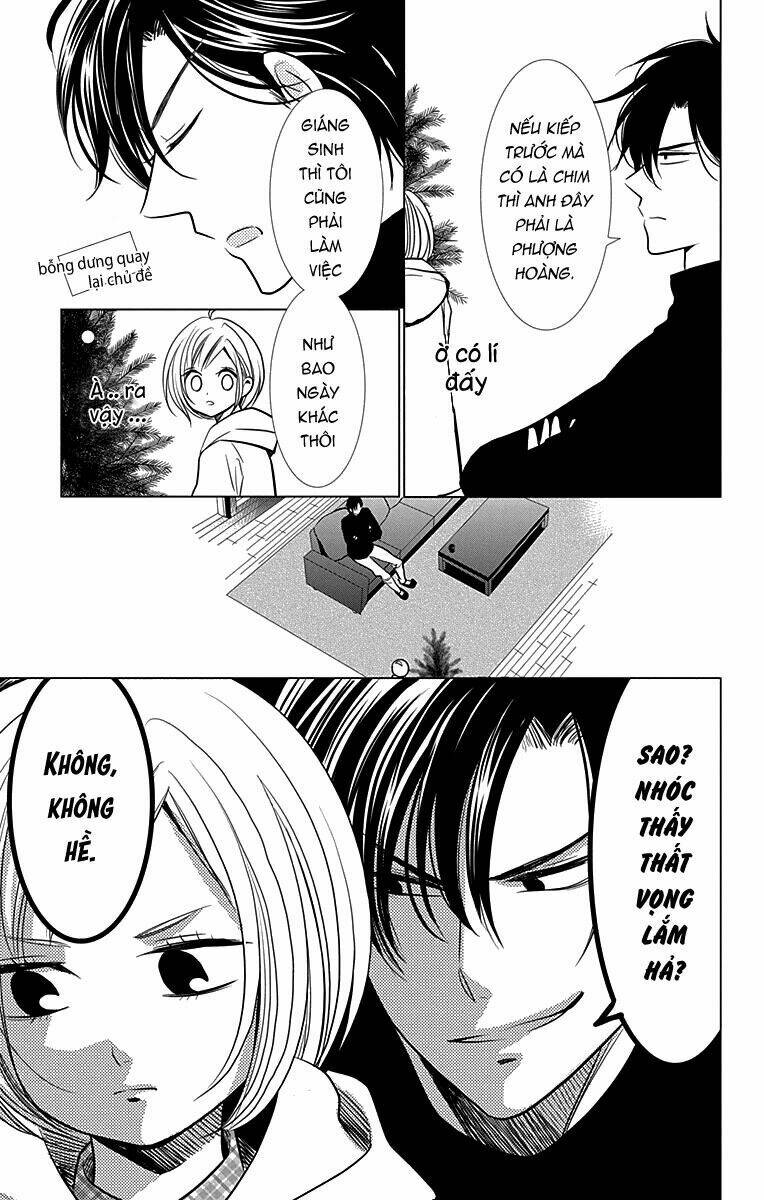 NẾU KIẾP
TRƯỚC MÀ
CÓ LÀ CHIM
THÌ ANH ĐÂY
PHẢI LÀ
PHƯỢNG
HOÀNG.
ờ có lí
đấy
GIÁNG
SINH
THÌ TÔI
CŨNG
PHẢI
LÀM
VIỆC
bỗng dưng quay
lại chủ đề
NHƯ
BAO
NGÀY
KHÁC
THÔI
À .. ra
vậy ...
SAO?
NHÓC
THẤY
THẤT
VỌNG
LẮM
HẢ?
KHÔNG,
KHÔNG
HỀ.